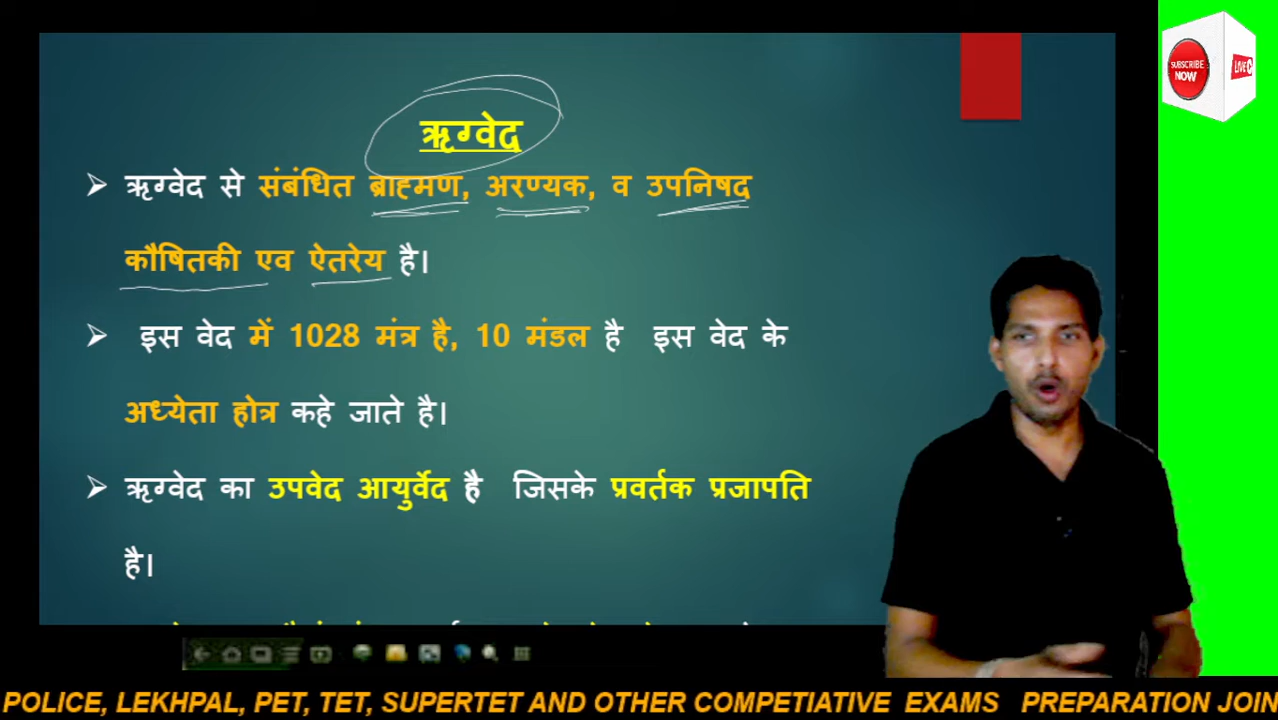 ऋग्वेद
ऋग्वेद से संबंधित ब्राह्मण, अरण्यक, व उपनिषद
कौषितकी एव ऐतरेय है।
इस वेद में 1028 मंत्र है, 10 मंडल है इस वेद के
अध्येता होत्र कहे जाते है।
ऋग्वेद का उपवेद आयुर्वेद है जिसके प्रवर्तक प्रजापति
है।
SUBSCRIBE
NOW
LIVE
POLICE, LEKHPAL, PET, TET, SUPERTET AND OTHER COMPETIATIVE EXAMS PREPARATION JOIN